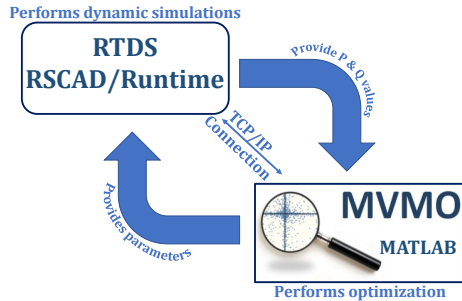 Performs dynamic simulations
RTDS
RSCAD/Runtime
Provide P & Q values
TCP/IP
Connection
Provides parameters
MVMO
MATLAB
Performs optimization